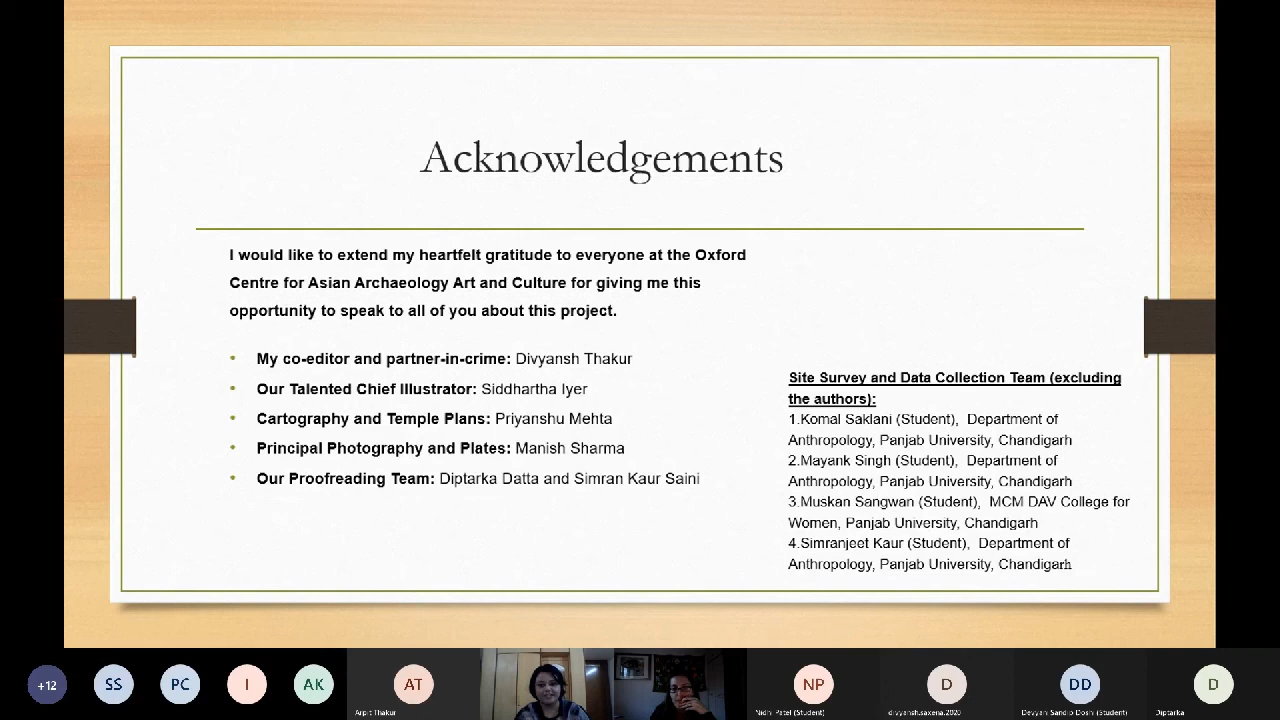 Acknowledgements
I would like to extend my heartfelt gratitude to everyone at the Oxford
Centre for Asian Archaeology Art and Culture for giving me this
opportunity to speak to all of you about this project.
• My co-editor and partner-in-crime: Divyansh Thakur
• Our Talented Chief Illustrator: Siddhartha Iyer
• Cartography and Temple Plans: Priyanshu Mehta
• Principal Photography and Plates: Manish Sharma
• Our Proofreading Team: Diptarka Datta and Simran Kaur Saini
Site Survey and Data Collection Team (excluding
the authors):
1.Komal Saklani (Student), Department of
Anthropology, Panjab University, Chandigarh
2.Mayank Singh (Student), Department of
Anthropology, Panjab University, Chandigarh
3.Muskan Sangwan (Student), MCM DAV College for
Women, Panjab University, Chandigarh
4.Simranjeet Kaur (Student), Department of
Anthropology, Panjab University, Chandigarh
+12 SS PC I AK AT NP D DD D
Arpit Thakur Nidhi Patel (Student) divyansh.saxena.2020 Devyani Sandip Doshi (Student) Diptarka